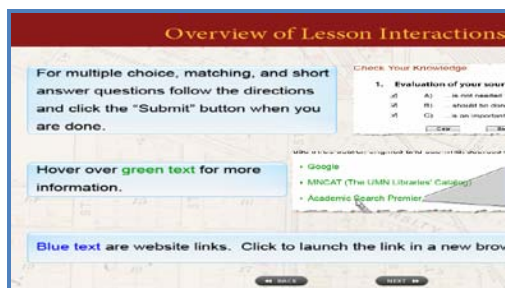 Overview of Lesson Interactions
For multiple choice, matching, and short
answer questions follow the directions
and click the “Submit” button when you
are done.
Check Your Knowledge
1. Evaluation of your sour
A) ...is not needed
B) ...should be don
C) ...is an important
Hover over green text for more
information.
• Google
• MNCAT (The UMN Libraries' Catalog)
• Academic Search Premier
Blue text are website links. Click to launch the link in a new brow
BACK
NEXT